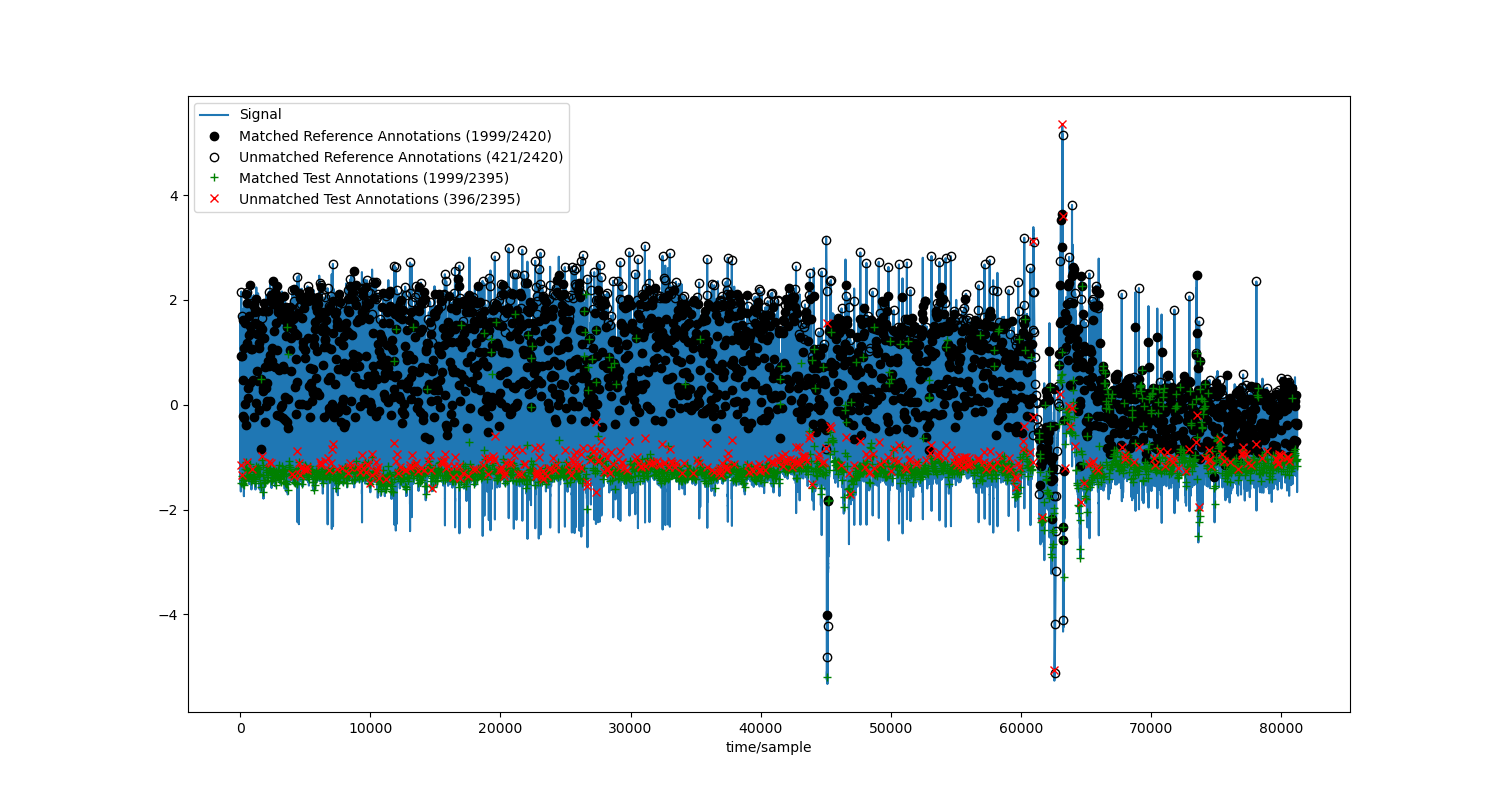 Signal
Matched Reference Annotations (1999/2420)
Unmatched Reference Annotations (421/2420)
Matched Test Annotations (1999/2395)
Unmatched Test Annotations (396/2395)
4
2
0
−2
−4
0 10000 20000 30000 40000 50000 60000 70000 80000
time/sample